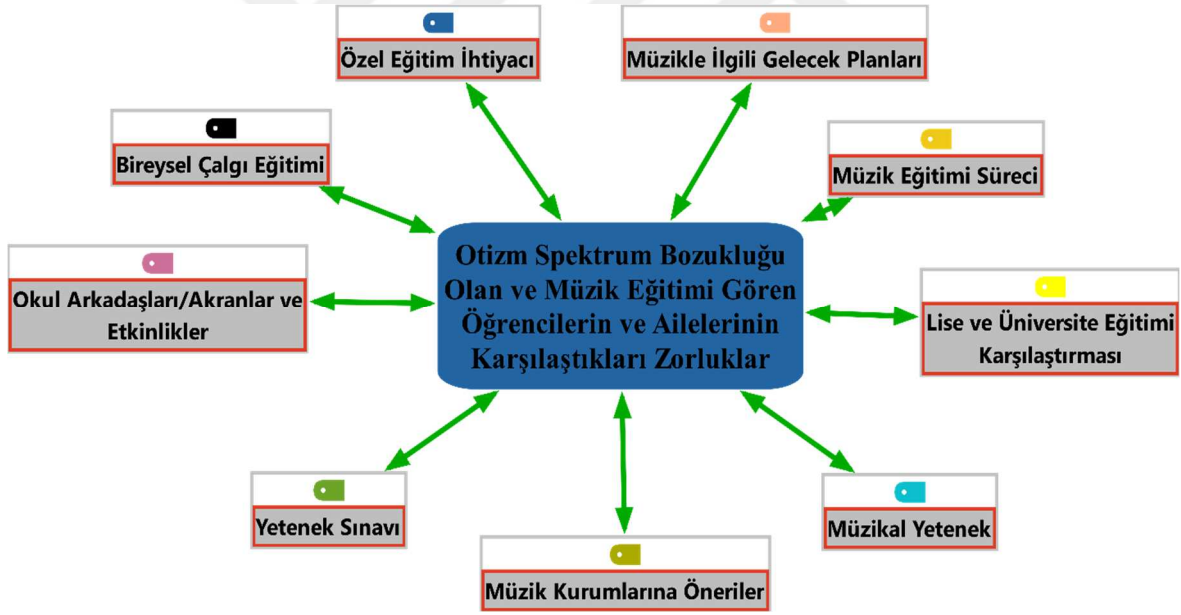 Özel Eğitim İhtiyacı
Müzikle İlgili Gelecek Planları
Bireysel Çalgı Eğitimi
Müzik Eğitimi Süreci
Otizm Spektrum Bozukluğu
Olan ve Müzik Eğitimi Gören
Öğrencilerin ve Ailelerinin
Karşılaştıkları Zorluklar
Okul Arkadaşları/Akranlar ve
Etkinlikler
Lise ve Üniversite Eğitimi
Karşılaştırması
Yetenek Sınavı
Müzikal Yetenek
Müzik Kurumlarına Öneriler